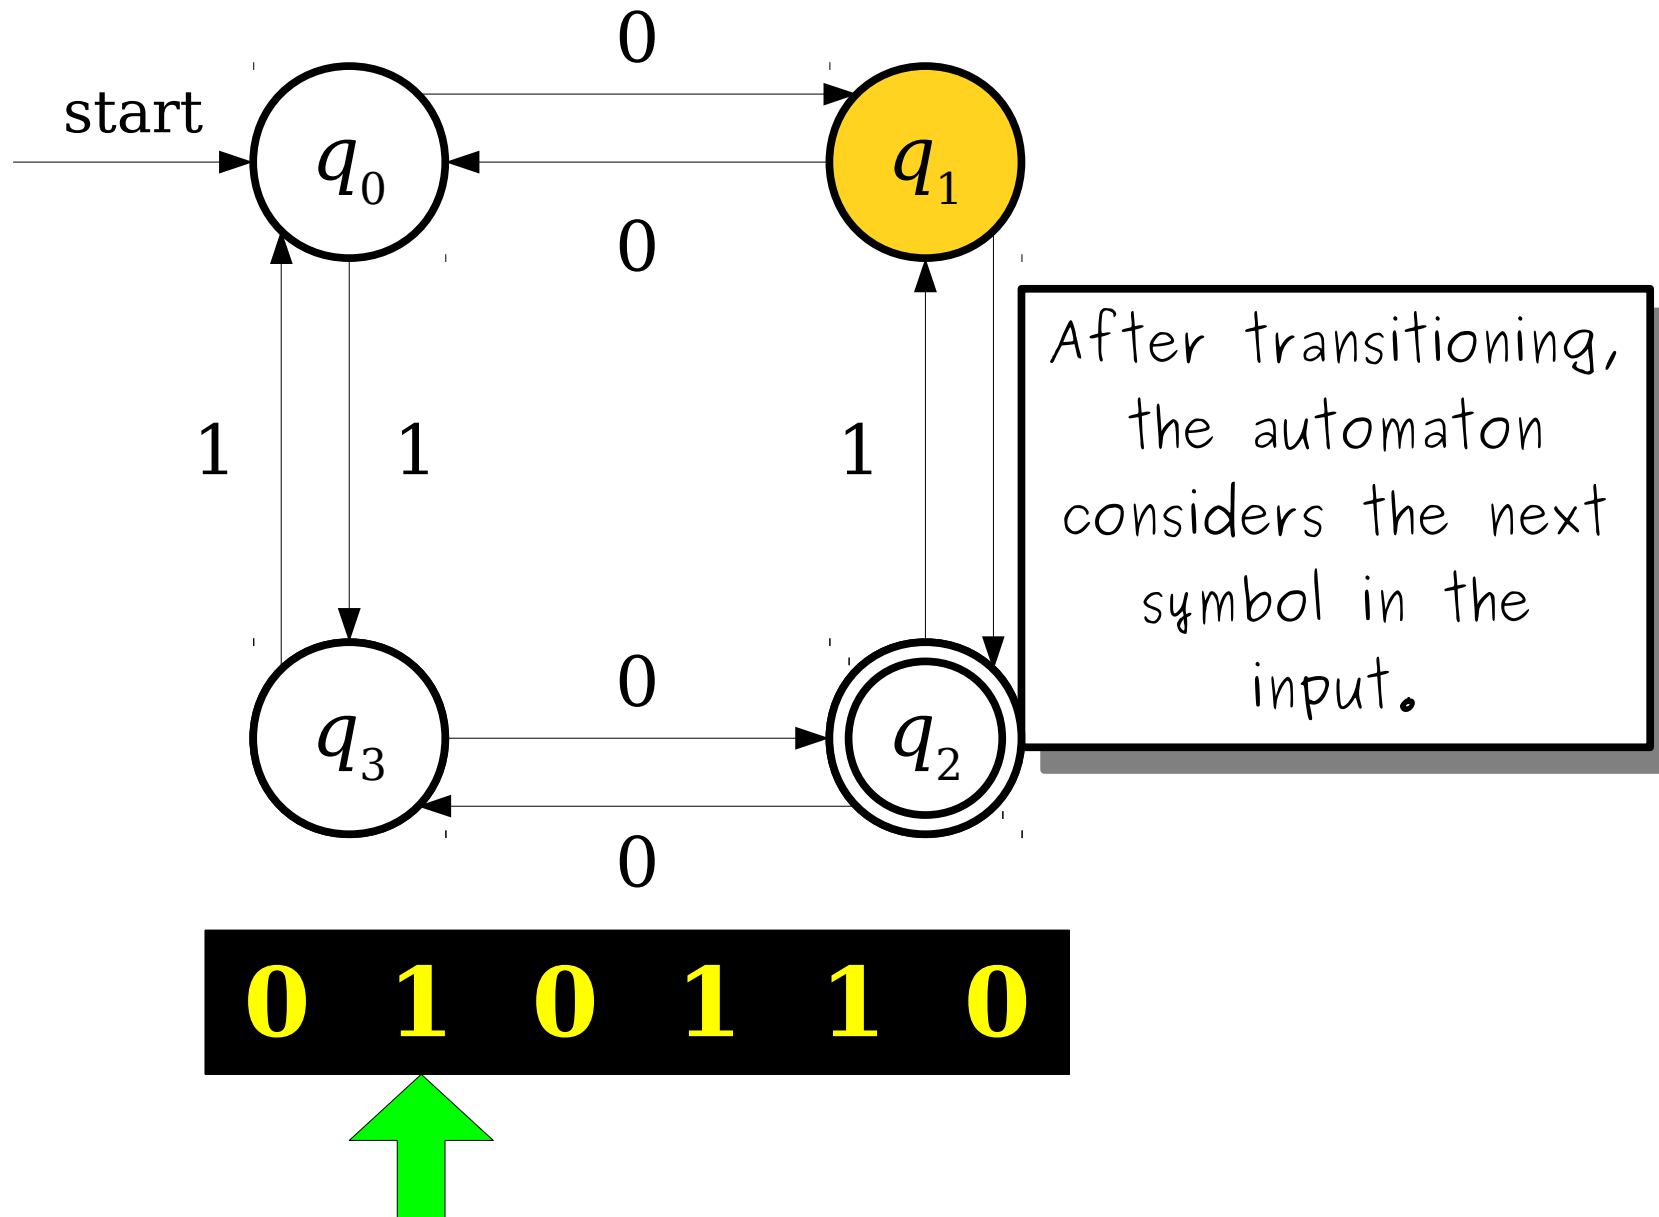 0
start
q0
q1
0
After transitioning,
the automaton
considers the next
symbol in the
input.
1
1
1
0
q3
q2
0
0 1 0 1 1 0